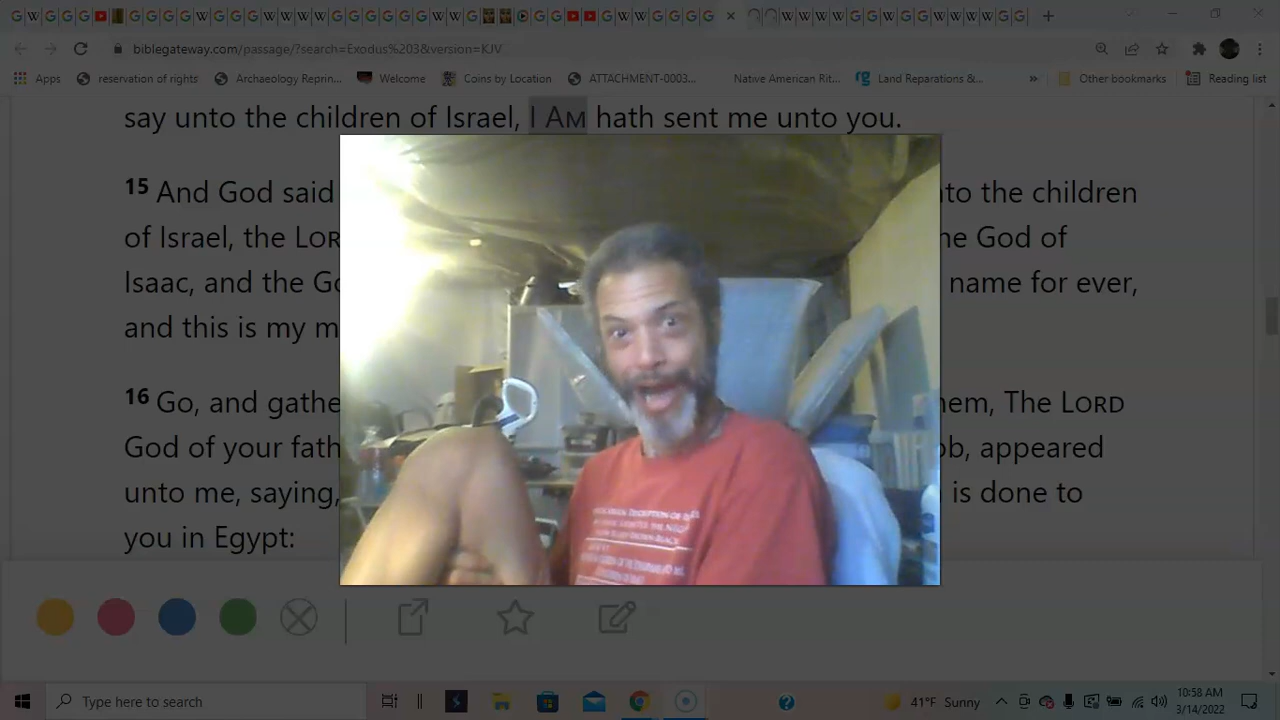 biblegateway.com/passage/?search=Exodus%203&version=KJV
Apps reservation of rights Archaeology Reprin... Welcome Coins by Location ATTACHMENT-0003... Native American Rit... Land Reparations &... » Other bookmarks Reading list
say unto the children of Israel, I AM hath sent me unto you.
15 And God said nto the children
of Israel, the LOR he God of
Isaac, and the Go name for ever,
and this is my m
16 Go, and gathe hem, The LORD
God of your fath ob, appeared
unto me, saying, is done to
you in Egypt:
Type here to search 41°F Sunny 10:58 AM
3/14/2022